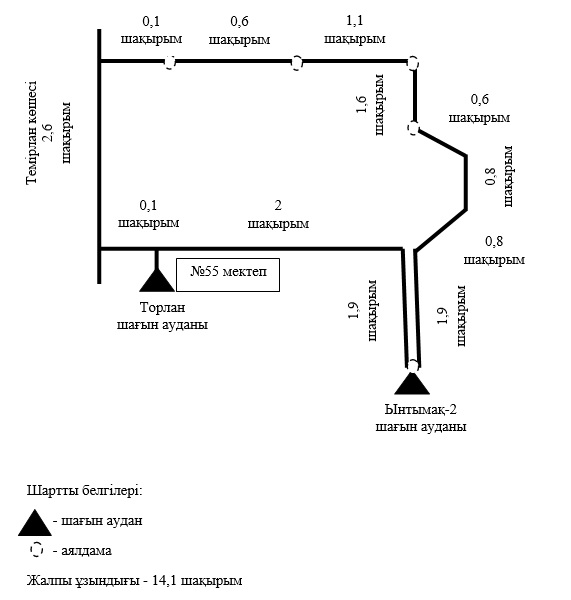 0,1
шақырым
0,6
шақырым
1,1
шақырым
Темірлан көшесі
2,6
шақырым
1,6
шақырым
0,6
шақырым
0,8
шақырым
0,8
шақырым
0,1
шақырым
2
шақырым
№55 мектеп
Торлан
шағын ауданы
1,9
шақырым
1,9
шақырым
Ынтымақ-2
шағын ауданы
Шартты белгілері:
- шағын аудан
- аялдама
Жалпы ұзындығы - 14,1 шақырым